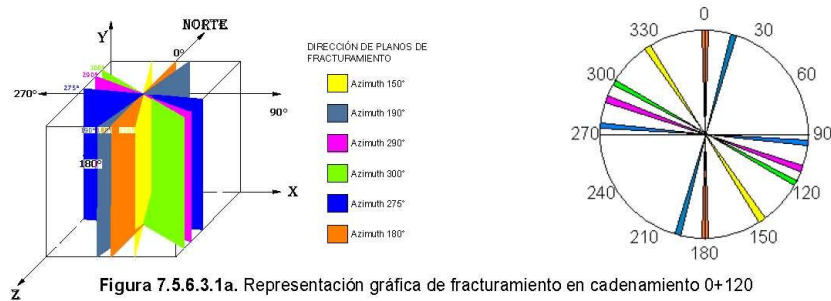 NORTE
Y
0°
300°
290°
275°
270°
90°
190°
180°
180°
X
Z
DIRECCIÓN DE PLANOS DE
FRACTURAMIENTO
Azimuth 150°
Azimuth 190°
Azimuth 290°
Azimuth 300°
Azimuth 275°
Azimuth 180°
0
330
30
300
60
270
90
240
120
210
150
180
Figura 7.5.6.3.1a. Representación gráfica de fracturamiento en cadenamiento 0+120